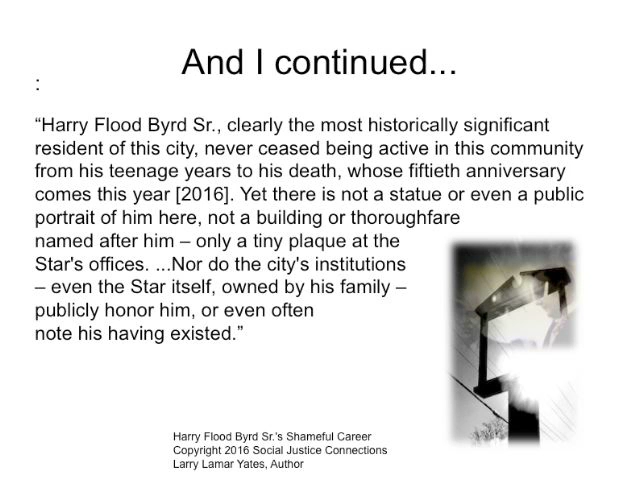 And I continued...
:
“Harry Flood Byrd Sr., clearly the most historically significant
resident of this city, never ceased being active in this community
from his teenage years to his death, whose fiftieth anniversary
comes this year [2016]. Yet there is not a statue or even a public
portrait of him here, not a building or thoroughfare
named after him – only a tiny plaque at the
Star's offices. ...Nor do the city's institutions
– even the Star itself, owned by his family –
publicly honor him, or even often
note his having existed.”
Harry Flood Byrd Sr.'s Shameful Career
Copyright 2016 Social Justice Connections
Larry Lamar Yates, Author